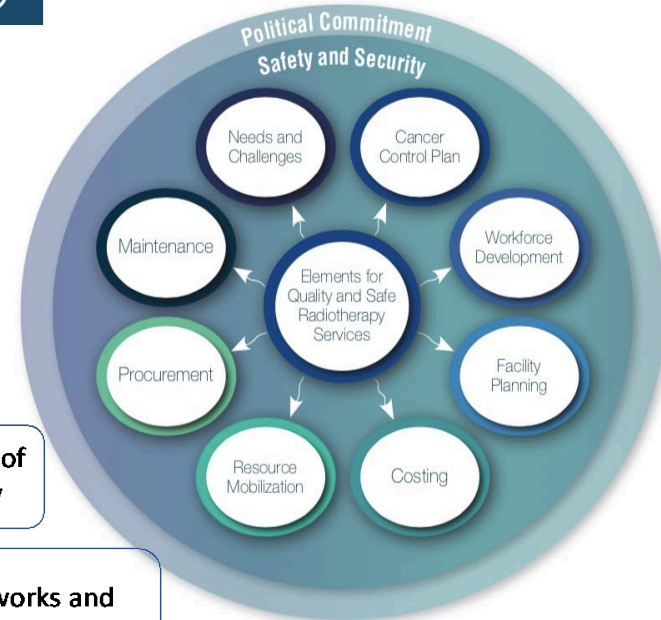 Political Commitment
Safety and Security
Needs and
Challenges
Cancer
Control Plan
Maintenance
Workforce
Development
Elements for
Quality and Safe
Radiotherapy
Services
Procurement
Facility
Planning
Resource
Mobilization
Costing
of
and